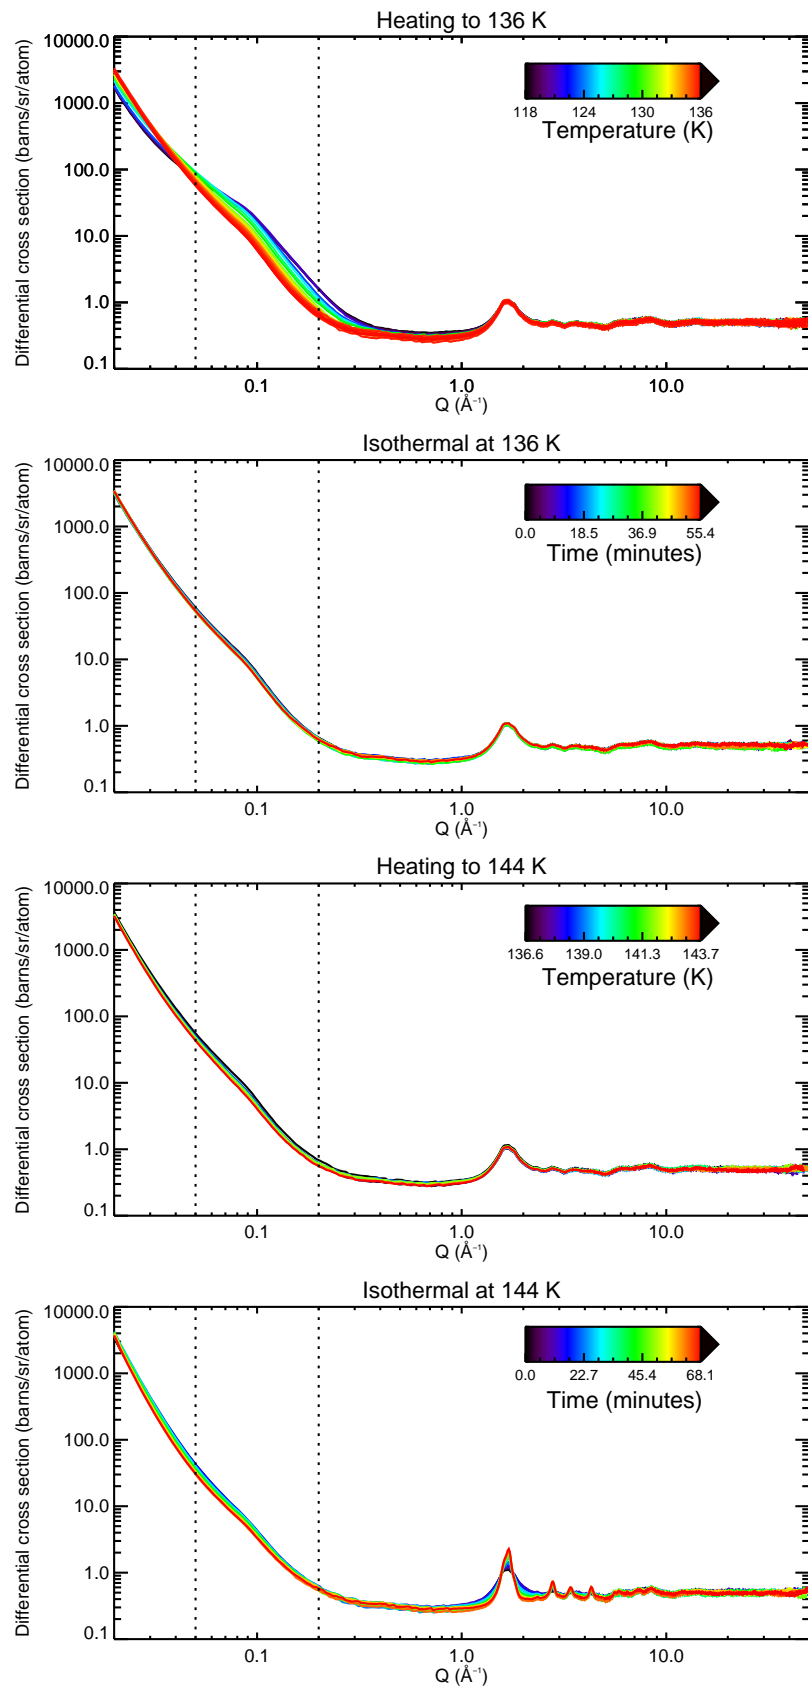 Heating to 136 K
Differential cross section (barns/sr/atom)
10000.0
1000.0
100.0
10.0
1.0
0.1
118 124 130 136
Temperature (K)
0.1 1.0 10.0
Q (Å⁻¹)
Isothermal at 136 K
Differential cross section (barns/sr/atom)
10000.0
1000.0
100.0
10.0
1.0
0.1
0.0 18.5 36.9 55.4
Time (minutes)
0.1 1.0 10.0
Q (Å⁻¹)
Heating to 144 K
Differential cross section (barns/sr/atom)
10000.0
1000.0
100.0
10.0
1.0
0.1
136.6 139.0 141.3 143.7
Temperature (K)
0.1 1.0 10.0
Q (Å⁻¹)
Isothermal at 144 K
Differential cross section (barns/sr/atom)
10000.0
1000.0
100.0
10.0
1.0
0.1
0.0 22.7 45.4 68.1
Time (minutes)
0.1 1.0 10.0
Q (Å⁻¹)